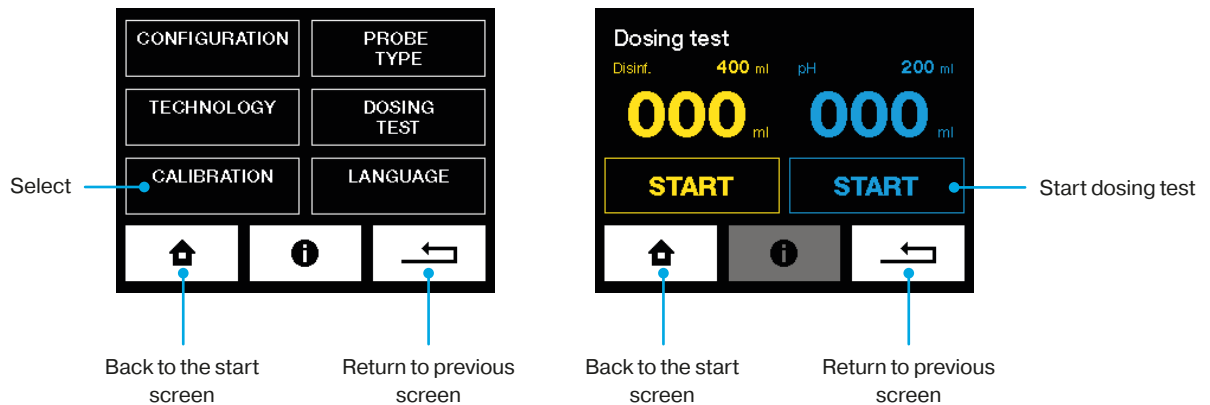 CONFIGURATION
PROBE
TYPE
TECHNOLOGY
DOSING
TEST
CALIBRATION
LANGUAGE
Select
Back to the start
screen
Return to previous
screen
Dosing test
Disinf. 400 ml
pH 200 ml
000 ml
000 ml
START
START
Start dosing test
Back to the start
screen
Return to previous
screen